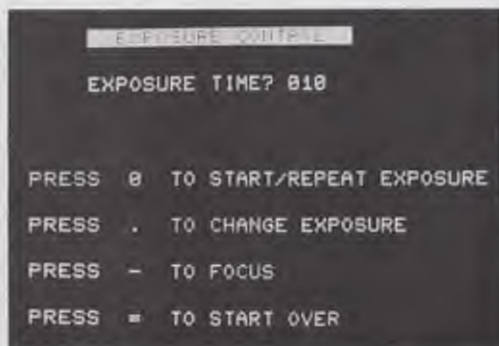 EXPOSURE CONTROL
EXPOSURE TIME? 010
PRESS 0 TO START/REPEAT EXPOSURE
PRESS . TO CHANGE EXPOSURE
PRESS - TO FOCUS
PRESS = TO START OVER